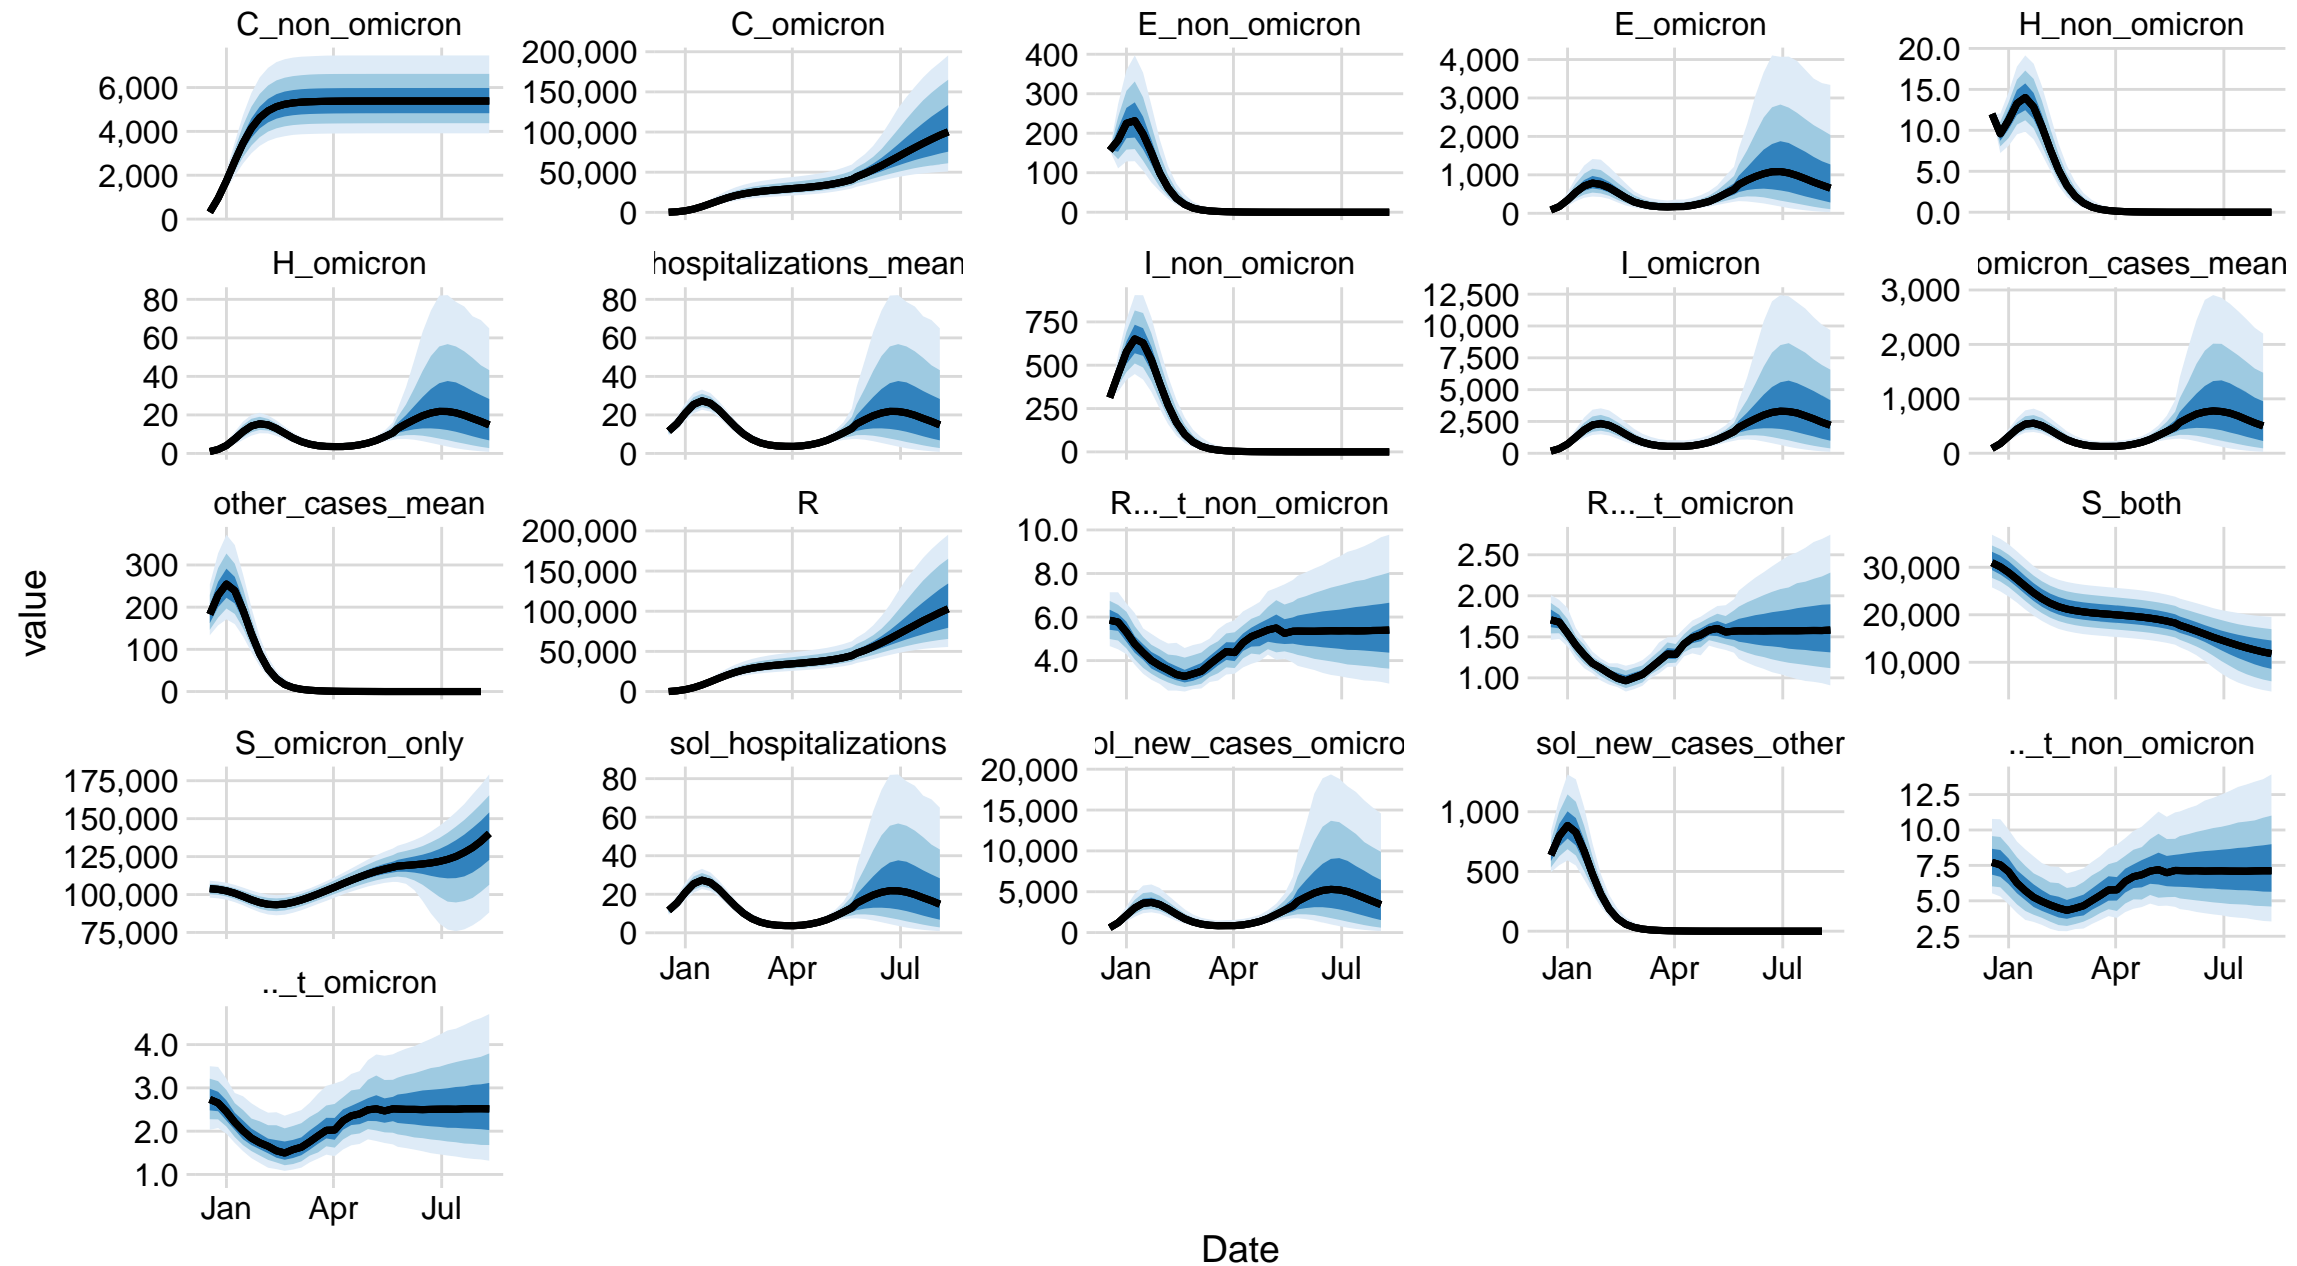 C_non_omicron C_omicron E_non_omicron E_omicron H_non_omicron
6,000 4,000 2,000 0
200,000 150,000 100,000 50,000 0
400 300 200 100 0
4,000 3,000 2,000 1,000 0
20.0 15.0 10.0 5.0 0.0
H_omicron hospitalizations_mean I_non_omicron I_omicron omicron_cases_mean
80 60 40 20 0
80 60 40 20 0
750 500 250 0
12,500 10,000 7,500 5,000 2,500 0
3,000 2,000 1,000 0
other_cases_mean R R..._t_non_omicron R..._t_omicron S_both
300 200 100 0
200,000 150,000 100,000 50,000 0
10.0 8.0 6.0 4.0
2.50 2.00 1.50 1.00
30,000 20,000 10,000
S_omicron_only sol_hospitalizations ol_new_cases_omicro sol_new_cases_other .._t_non_omicron
175,000 150,000 125,000 100,000 75,000
80 60 40 20 0
20,000 15,000 10,000 5,000 0
1,000 500 0
12.5 10.0 7.5 5.0 2.5
Jan Apr Jul Jan Apr Jul Jan Apr Jul Jan Apr Jul
.._t_omicron
4.0 3.0 2.0 1.0
Jan Apr Jul
value
Date